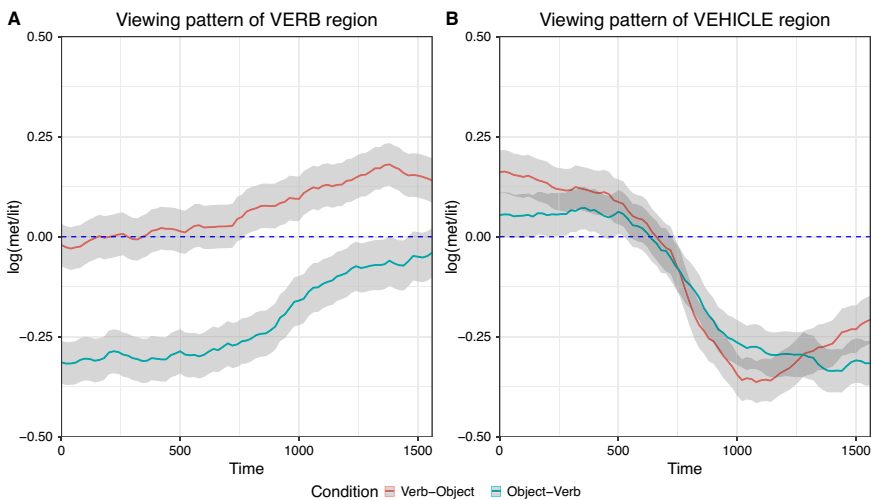 A Viewing pattern of VERB region
0.50
0.25
0.00
−0.25
−0.50
log(met/lit)
0 500 1000 1500
Time
B Viewing pattern of VEHICLE region
0.50
0.25
0.00
−0.25
−0.50
log(met/lit)
0 500 1000 1500
Time
Condition Verb−Object Object−Verb